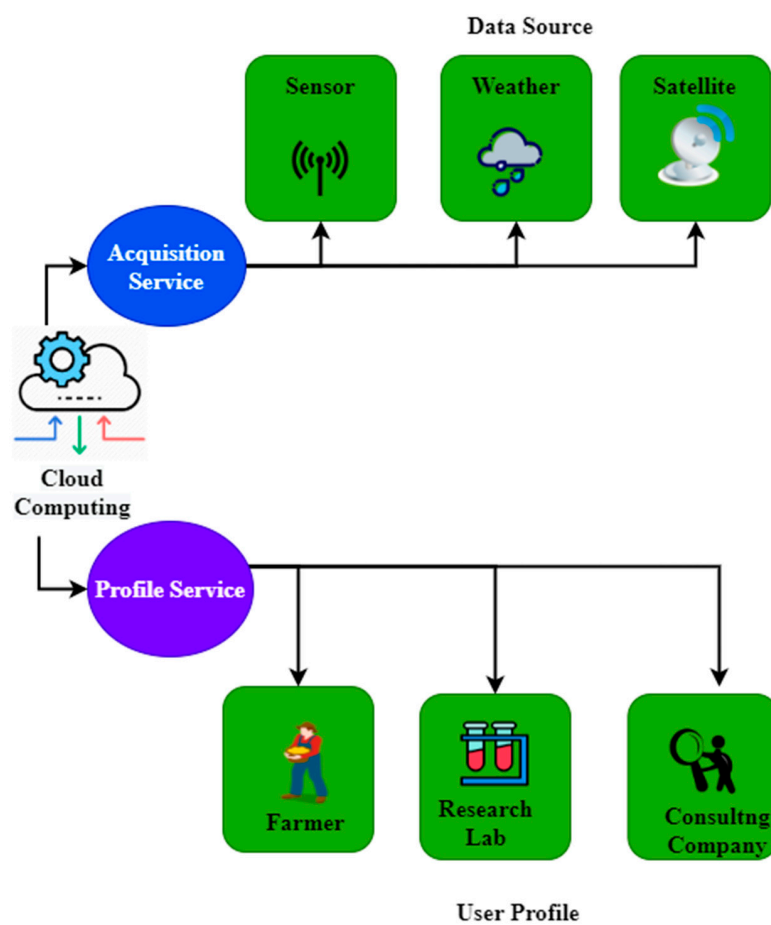 Data Source
Sensor
Weather
Satellite
Acquisition
Service
Cloud
Computing
Profile Service
Farmer
Research
Lab
Consultng
Company
User Profile